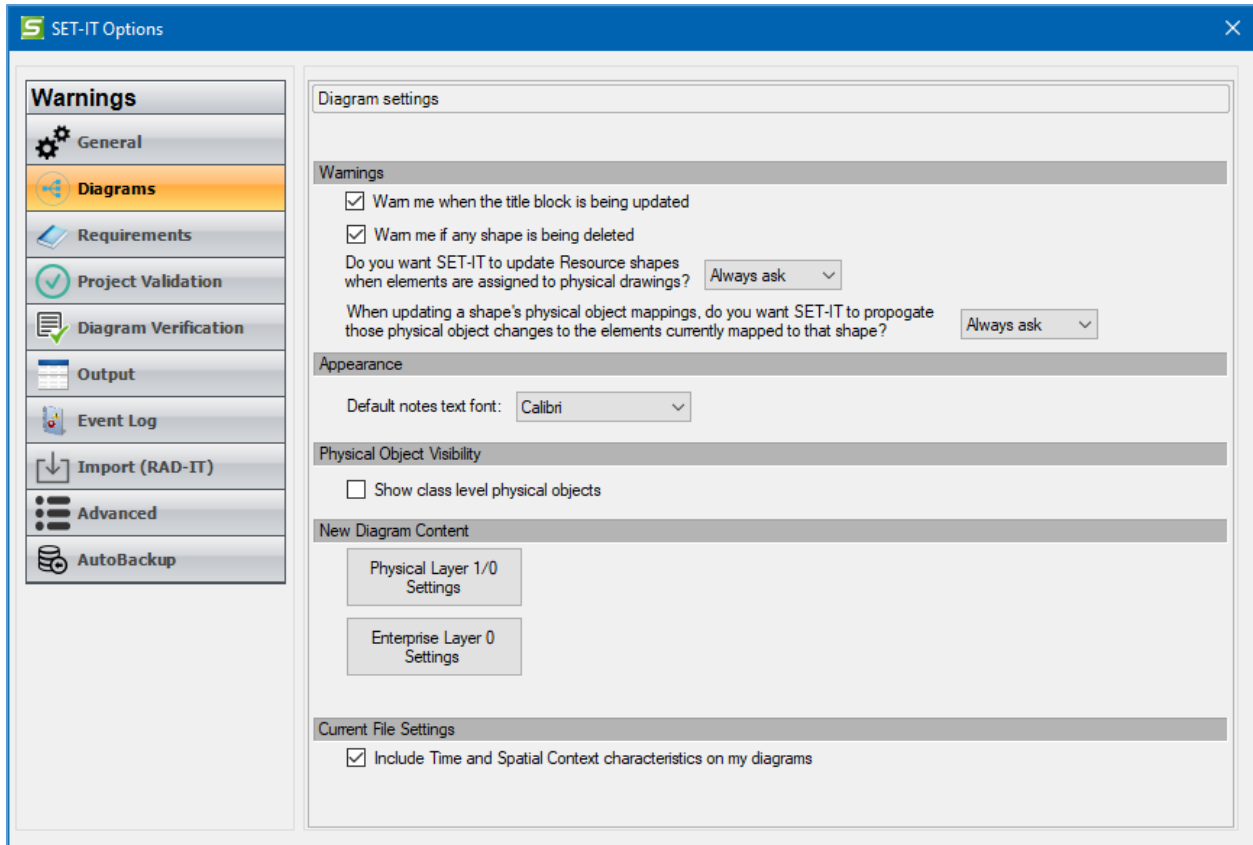 SET-IT Options
Warnings
General
Diagrams
Requirements
Project Validation
Diagram Verification
Output
Event Log
Import (RAD-IT)
Advanced
AutoBackup
Diagram settings
Warnings
Warn me when the title block is being updated
Warn me if any shape is being deleted
Do you want SET-IT to update Resource shapes
when elements are assigned to physical drawings?
Always ask
When updating a shape's physical object mappings, do you want SET-IT to propogate
those physical object changes to the elements currently mapped to that shape?
Always ask
Appearance
Default notes text font:
Calibri
Physical Object Visibility
Show class level physical objects
New Diagram Content
Physical Layer 1/0
Settings
Enterprise Layer 0
Settings
Current File Settings
Include Time and Spatial Context characteristics on my diagrams